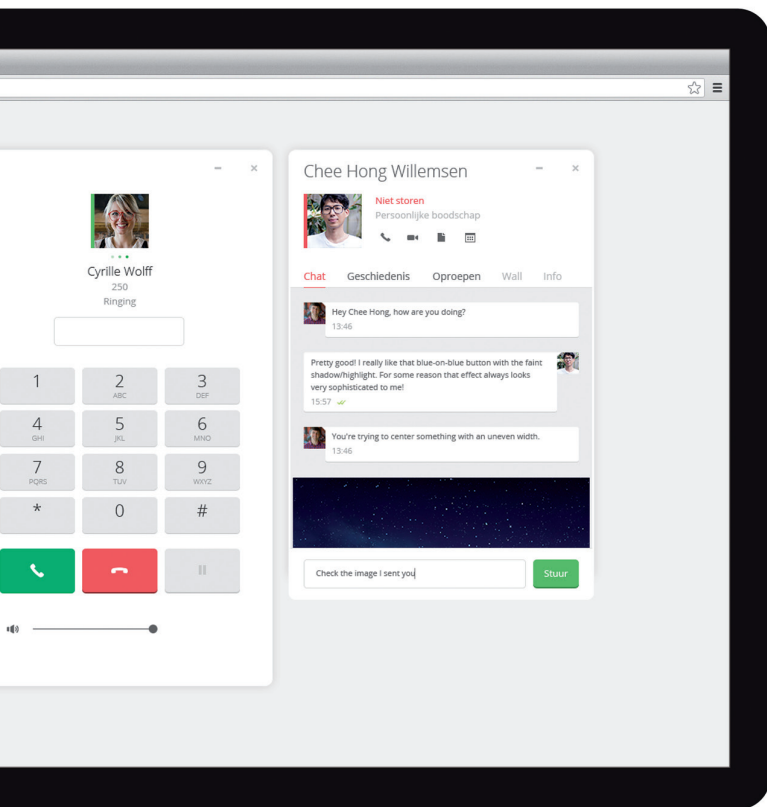 Cyrille Wolff
250
Ringing
1
2
ABC
3
DEF
4
GHI
5
JKL
6
MNO
7
PQRS
8
TUV
9
WXYZ
*
0
#
Chee Hong Willemsen
Niet storen
Persoonlijke boodschap
Chat Geschiedenis Oproepen Wall Info
Hey Chee Hong, how are you doing?
13:46
Pretty good! I really like that blue-on-blue button with the faint
shadow/highlight. For some reason that effect always looks
very sophisticated to me!
15:57
You're trying to center something with an uneven width.
13:46
Check the image I sent you
Stuur